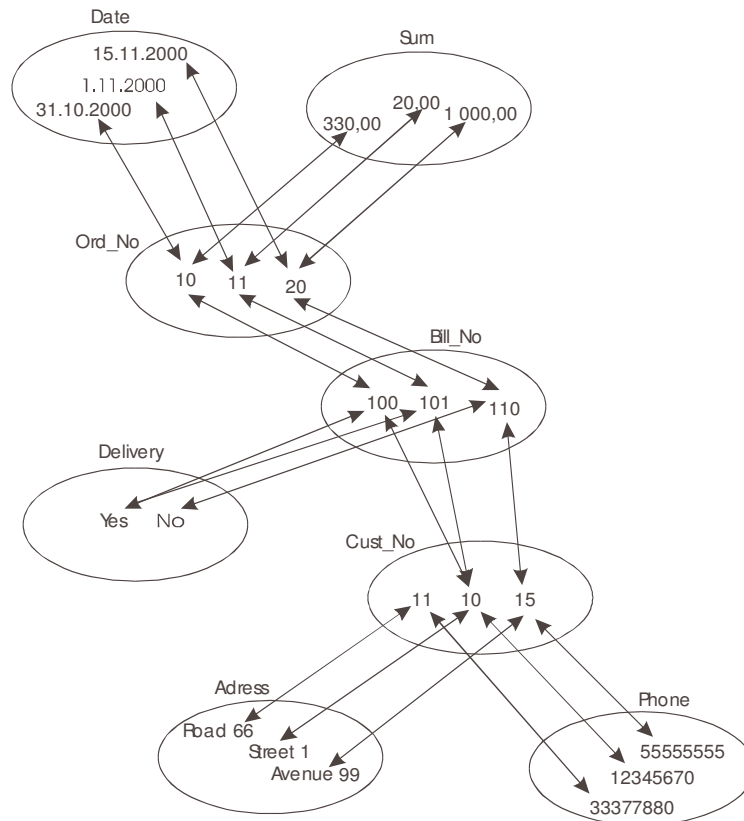 Date
15.11.2000
1.11.2000
31.10.2000
Sum
20,00
330,00
1 000,00
Ord_No
10
11
20
Bill_No
100
101
110
Delivery
Yes
No
Cust_No
11
10
15
Adress
Road 66
Street 1
Avenue 99
Phone
55555555
12345670
33377880